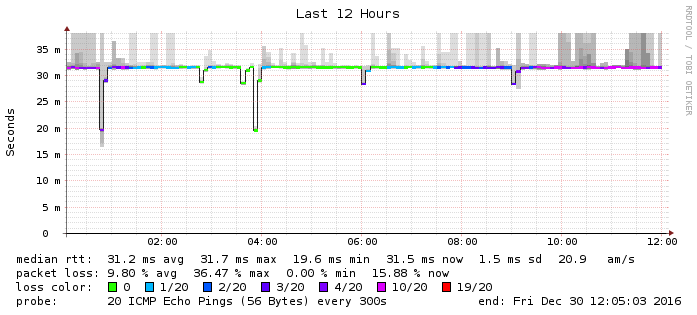 Last 12 Hours
RRDTOOL / TOBI OETIKER
Seconds
35 m
30 m
25 m
20 m
15 m
10 m
5 m
0
02:00 04:00 06:00 08:00 10:00 12:00
median rtt: 31.2 ms avg 31.7 ms max 19.6 ms min 31.5 ms now 1.5 ms sd 20.9 am/s
packet loss: 9.80 % avg 36.47 % max 0.00 % min 15.88 % now
loss color: 0 1/20 2/20 3/20 4/20 10/20 19/20
probe: 20 ICMP Echo Pings (56 Bytes) every 300s end: Fri Dec 30 12:05:03 2016